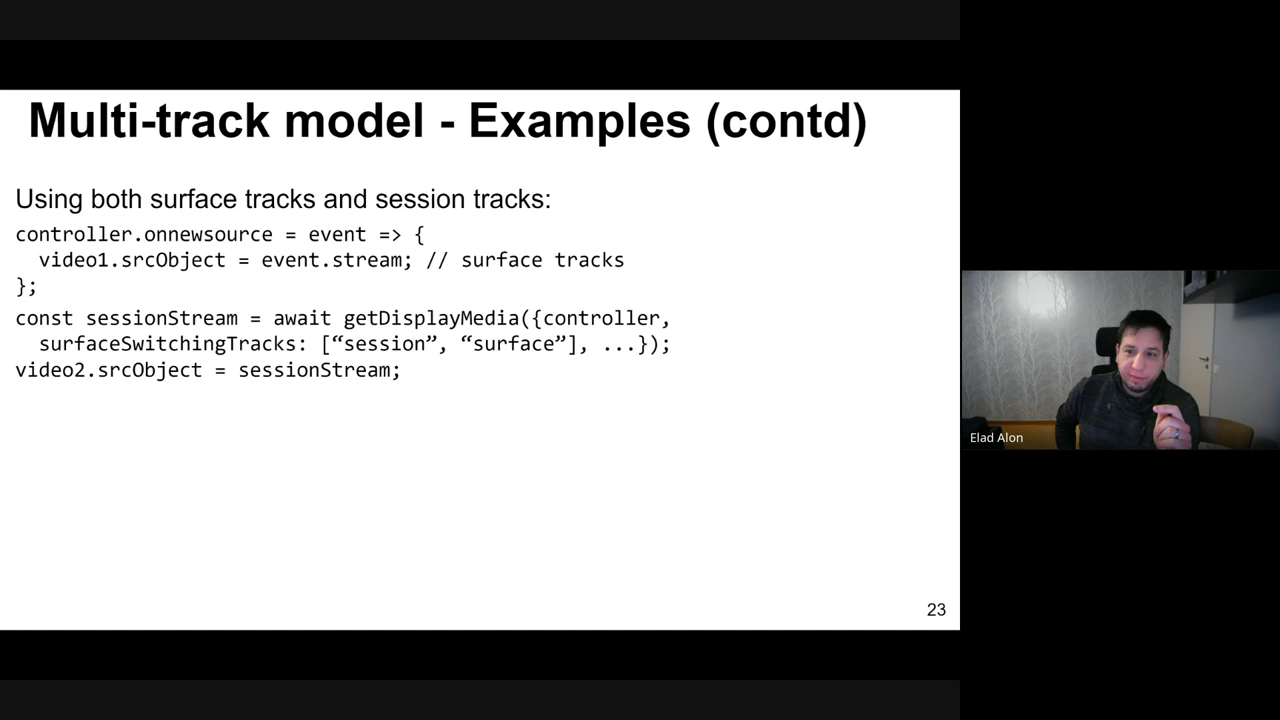 Multi-track model - Examples (contd)
Using both surface tracks and session tracks:
controller.onnewsource = event => {
video1.srcObject = event.stream; // surface tracks
};
const sessionStream = await getDisplayMedia({controller,
surfaceSwitchingTracks: [“session”, “surface”], ...});
video2.srcObject = sessionStream;
23
Elad Alon